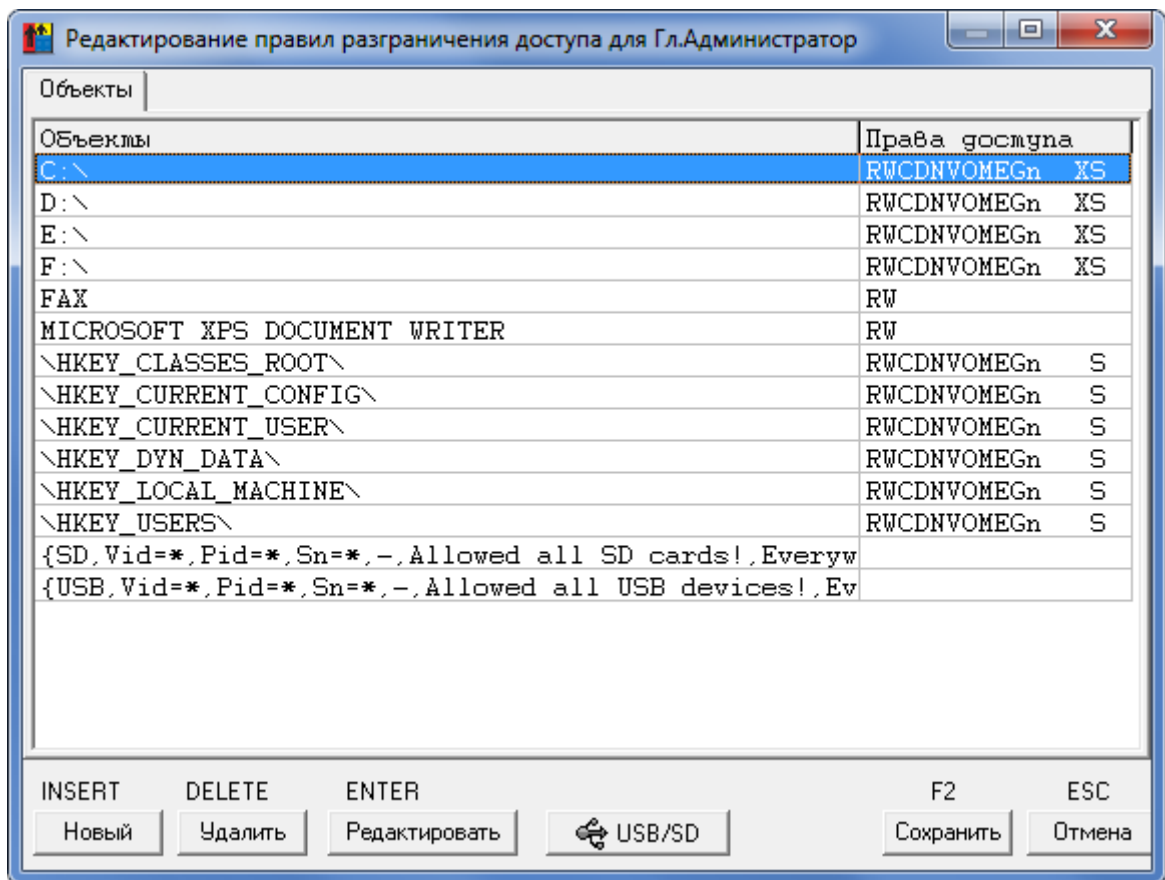 Редактирование правил разграничения доступа для Гл.Администратор
Объекты
Объекты Права доступа
C:\ RWCDNVOMEGn XS
D:\ RWCDNVOMEGn XS
E:\ RWCDNVOMEGn XS
F:\ RWCDNVOMEGn XS
FAX RW
MICROSOFT XPS DOCUMENT WRITER RW
\HKEY_CLASSES_ROOT\ RWCDNVOMEGn S
\HKEY_CURRENT_CONFIG\ RWCDNVOMEGn S
\HKEY_CURRENT_USER\ RWCDNVOMEGn S
\HKEY_DYN_DATA\ RWCDNVOMEGn S
\HKEY_LOCAL_MACHINE\ RWCDNVOMEGn S
\HKEY_USERS\ RWCDNVOMEGn S
{SD,Vid=*,Pid=*,Sn=*,-,Allowed all SD cards!,Everyw
{USB,Vid=*,Pid=*,Sn=*,-,Allowed all USB devices!,Ev
INSERT DELETE ENTER F2 ESC
Новый Удалить Редактировать USB/SD Сохранить Отмена